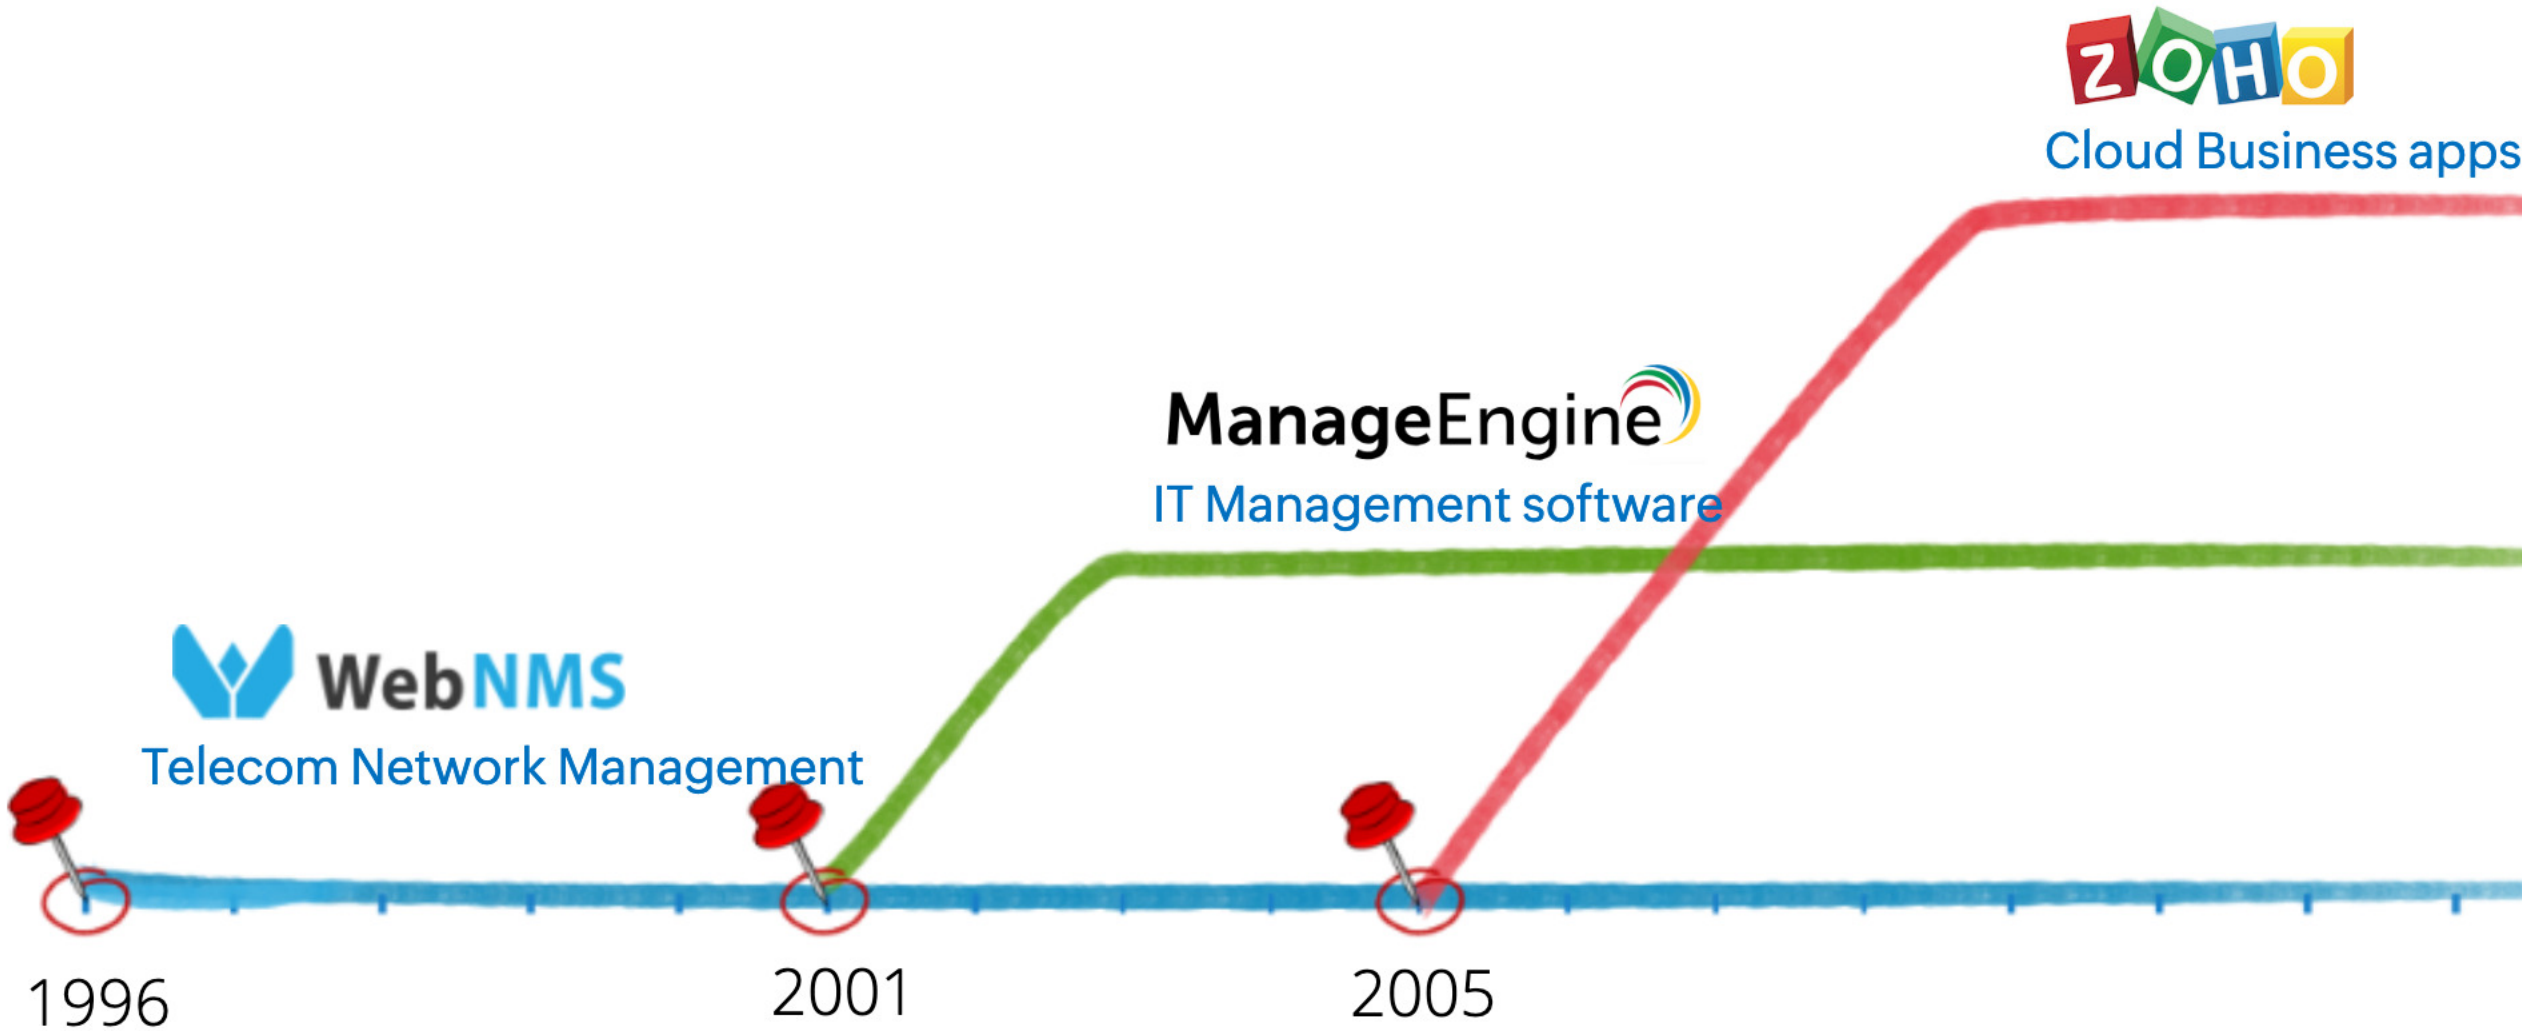 ZOHO
Cloud Business apps
ManageEngine
IT Management software
WebNMS
Telecom Network Management
1996
2001
2005